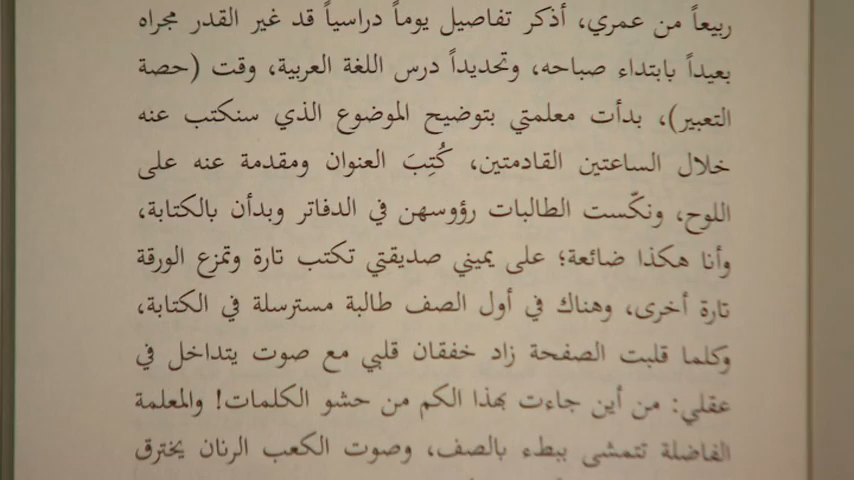 ربيعاً من عمري، أذكر تفاصيل يوماً دراسياً قد غير القدر مجراه
بعيداً بابتداء صباحه، وتحديداً درس اللغة العربية، وقت (حصة
التعبير)، بدأت معلمتي بتوضيح الموضوع الذي سنكتب عنه
خلال الساعتين القادمتين، كُتِبَ العنوان ومقدمة عنه على
اللوح، ونكّست الطالبات رؤوسهن في الدفاتر وبدأن بالكتابة،
وأنا هكذا ضائعة؛ على يميني صديقتي تكتب تارة وتمزع الورقة
تارة أخرى، وهناك في أول الصف طالبة مسترسلة في الكتابة،
وكلما قلبت الصفحة زاد خفقان قلبي مع صوت يتداخل في
عقلي: من أين جاءت بهذا الكم من حشو الكلمات! والمعلمة
الفاضلة تتمشى ببطء بالصف، وصوت الكعب الرنان يخترق